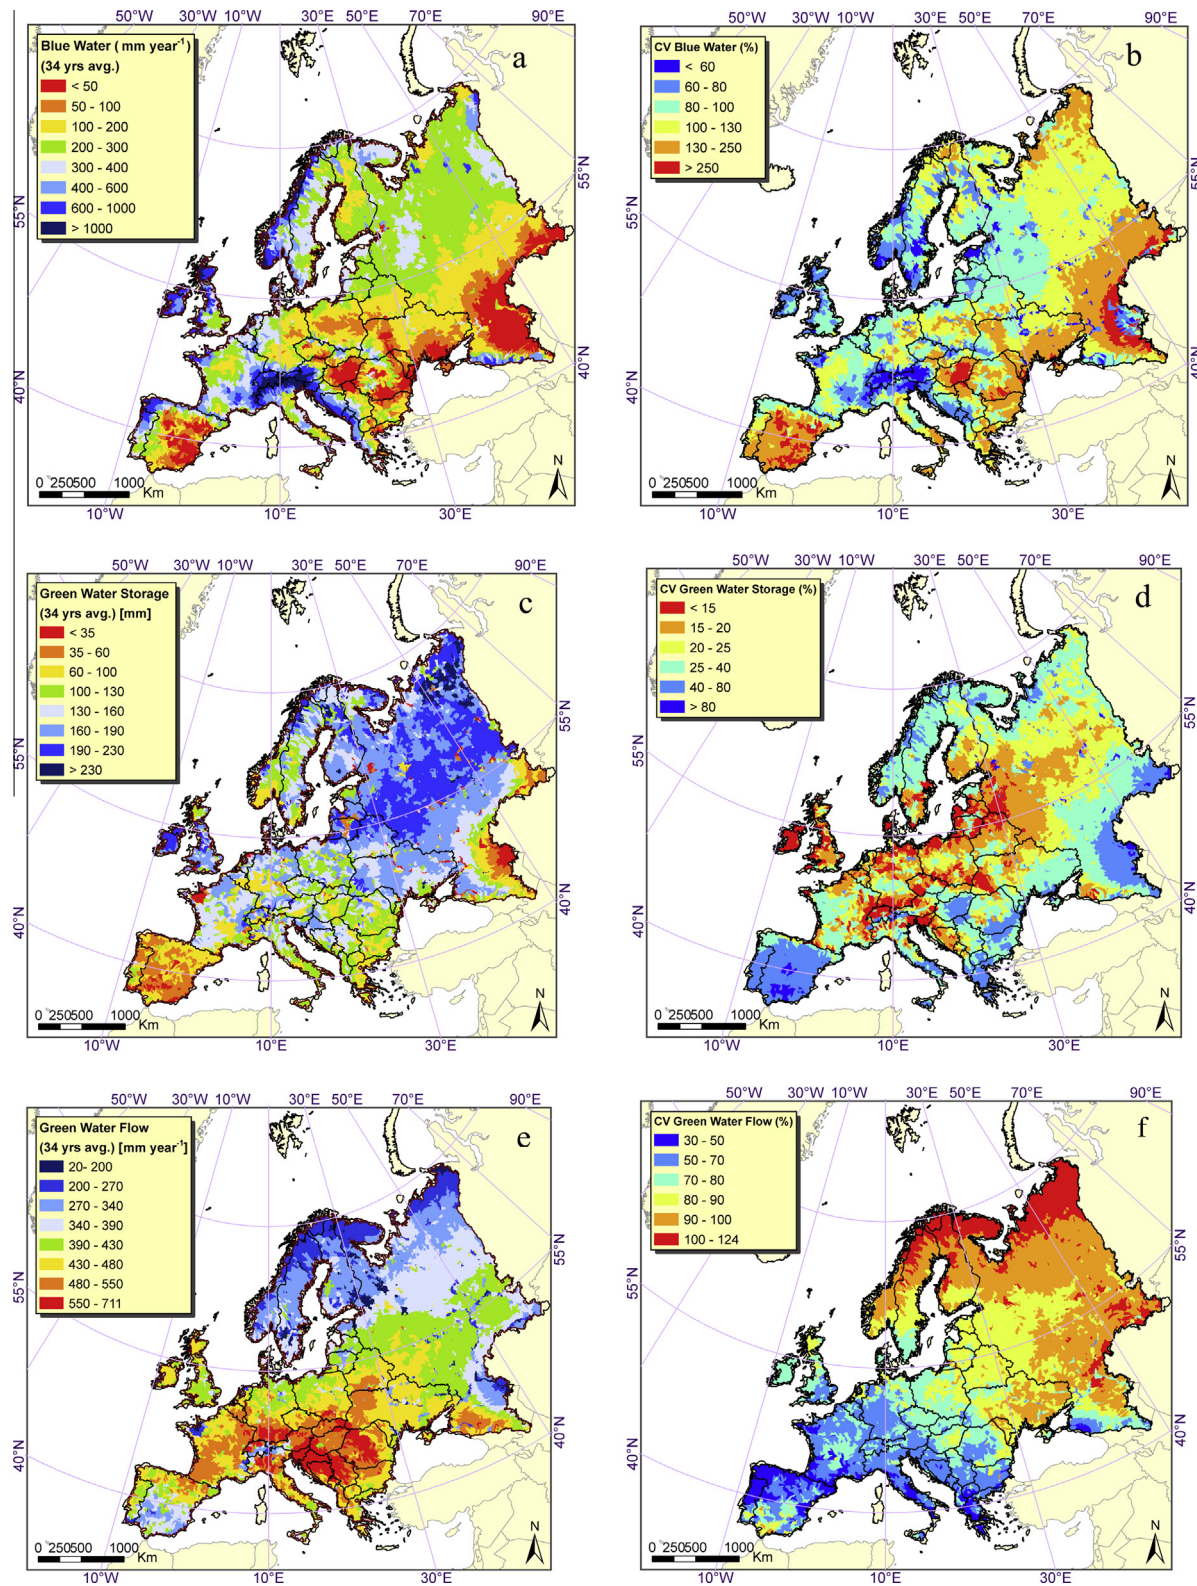 50°W 30°W 10°W 30°E 50°E 70°E 90°E
Blue Water ( mm year⁻¹)
(34 yrs avg.)
< 50
50 - 100
100 - 200
200 - 300
300 - 400
400 - 600
600 - 1000
> 1000
a
55°N
55°N
40°N
40°N
0 250500 1000
Km
N
10°W 10°E 30°E
50°W 30°W 10°W 30°E 50°E 70°E 90°E
CV Blue Water (%)
< 60
60 - 80
80 - 100
100 - 130
130 - 250
> 250
b
55°N
55°N
40°N
40°N
0 250500 1000
Km
N
10°W 10°E 30°E
50°W 30°W 10°W 30°E 50°E 70°E 90°E
Green Water Storage
(34 yrs avg.) [mm]
< 35
35 - 60
60 - 100
100 - 130
130 - 160
160 - 190
190 - 230
> 230
c
55°N
55°N
40°N
40°N
0 250500 1000
Km
N
10°W 10°E 30°E
50°W 30°W 10°W 30°E 50°E 70°E 90°E
CV Green Water Storage (%)
< 15
15 - 20
20 - 25
25 - 40
40 - 80
> 80
d
55°N
55°N
40°N
40°N
0 250500 1000
Km
N
10°W 10°E 30°E
50°W 30°W 10°W 30°E 50°E 70°E 90°E
Green Water Flow
(34 yrs avg.) [mm year⁻¹]
20- 200
200 - 270
270 - 340
340 - 390
390 - 430
430 - 480
480 - 550
550 - 711
e
55°N
55°N
40°N
40°N
0 250500 1000
Km
N
10°W 10°E 30°E
50°W 30°W 10°W 30°E 50°E 70°E 90°E
CV Green Water Flow (%)
30 - 50
50 - 70
70 - 80
80 - 90
90 - 100
100 - 124
f
55°N
55°N
40°N
40°N
0 250500 1000
Km
N
10°W 10°E 30°E